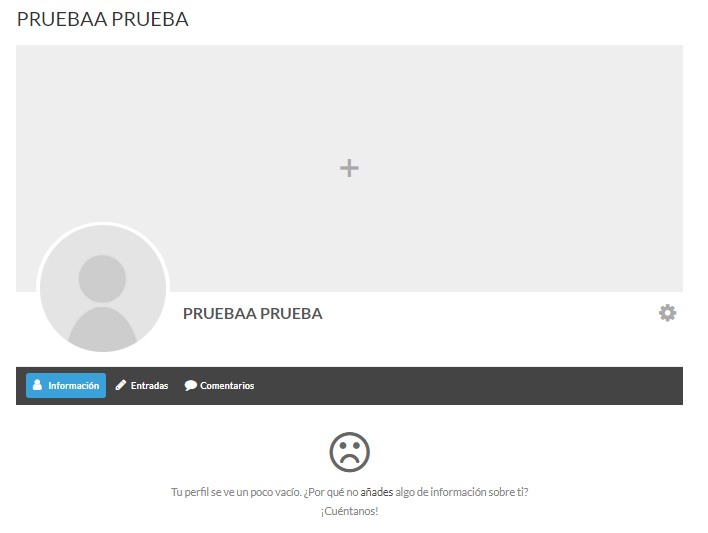 PRUEBAA PRUEBA
PRUEBAA PRUEBA
Información Entradas Comentarios
Tu perfil se ve un poco vacío. ¿Por qué no añades algo de información sobre ti?
¡Cuéntanos!